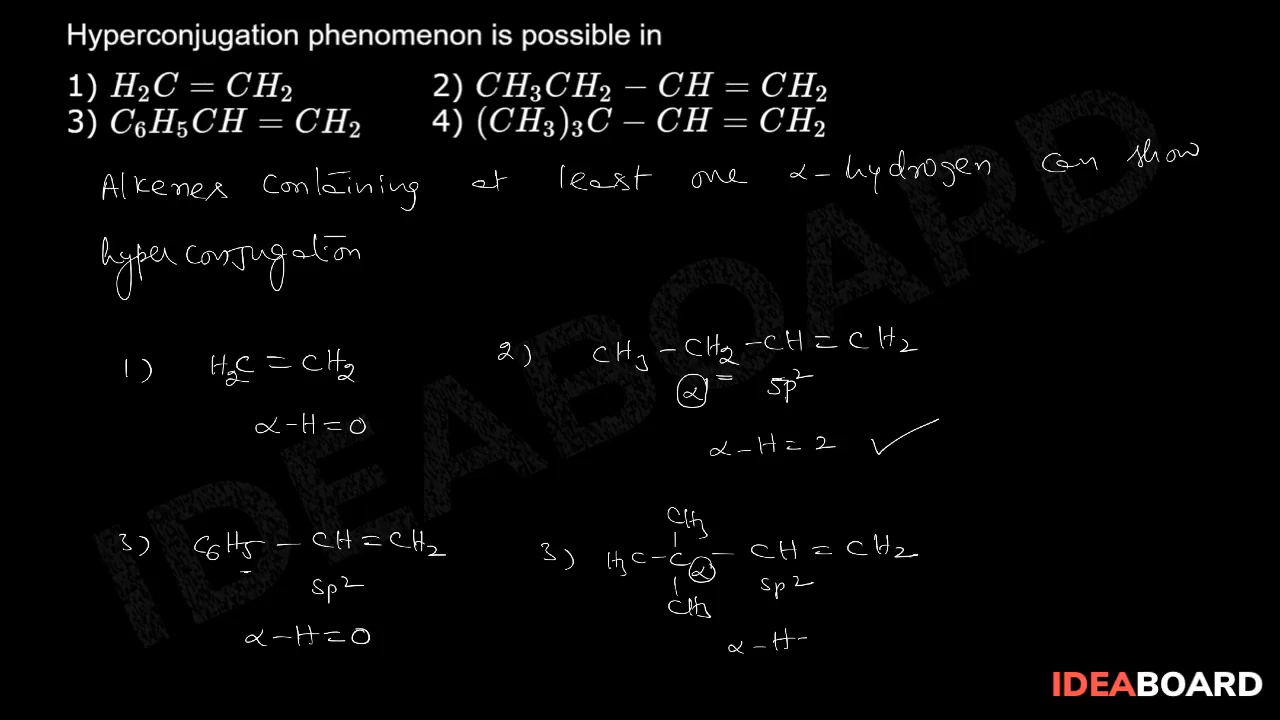 Hyperconjugation phenomenon is possible in
1) H₂C = CH₂ 2) CH₃CH₂ − CH = CH₂
3) C₆H₅CH = CH₂ 4) (CH₃)₃C − CH = CH₂
Alkenes containing at least one α-hydrogen can show
hyperconjugation
1) H₂C = CH₂ 2) CH₃ − CH₂ − CH = CH₂
α sp²
α-H = 0
α-H = 2 ✓
CH₃
3) C₆H₅ − CH = CH₂ 3) H₃C − C − CH = CH₂
α
sp² sp²
CH₃
α-H = 0 α-H-
IDEABOARD
IDEABOARD